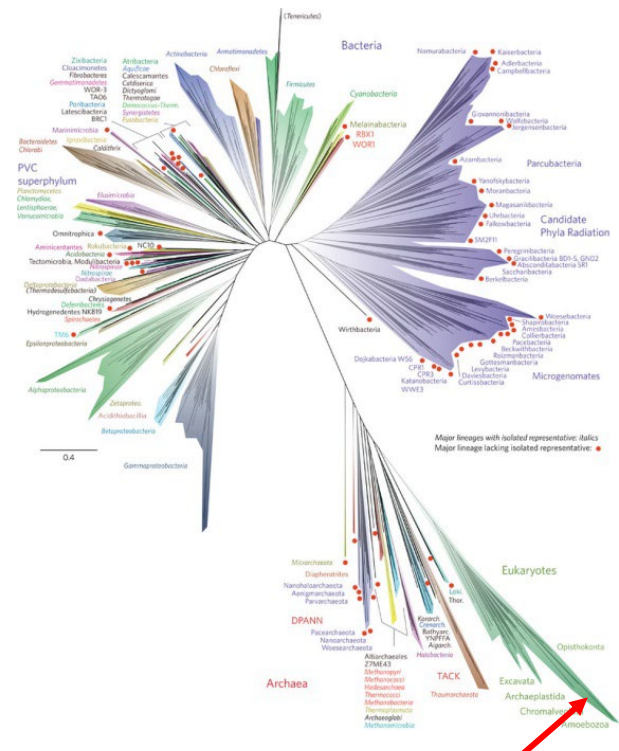 (Tenericutes)
Bacteria
Zixibacteria
Cloacimonetes
Fibrobacteres
Gemmatimonadetes
WOR-3
TA06
Poribacteria
Latescibacteria
BRC1
Atribacteria
Aquificae
Calescamantes
Caldiserica
Dictyoglomi
Thermotogae
Deinococcus-Therm.
Synergistetes
Fusobacteria
Actinobacteria
Armatimonadetes
Chloroflexi
Firmicutes
Cyanobacteria
Melainabacteria
RBX1
WOR1
Marinimicrobia
Bacteroidetes
Chlorobi
Ignavibacteria
Caldithrix
PVC
superphylum
Planctomycetes
Chlamydiae,
Lentisphaerae,
Verrucomicrobia
Elusimicrobia
Omnitrophica
Aminicenantes
Rokubacteria
NC10
Acidobacteria
Tectomicrobia, Modulibacteria
Nitrospinae
Nitrospirae
Dadabacteria
Deltaproteobacteria
(Thermodesulfobacteria)
Chrysiogenetes
Deferribacteres
Hydrogenedentes NKB19
Spirochaetes
TM6
Epsilonproteobacteria
Alphaproteobacteria
Zetaproteo.
Acidithiobacillia
Betaproteobacteria
0.4
Gammaproteobacteria
Nomurabacteria
Kaiserbacteria
Adlerbacteria
Campbellbacteria
Giovannonibacteria
Wolfebacteria
Jorgensenbacteria
Azambacteria
Parcubacteria
Yanofskybacteria
Moranbacteria
Magasanikbacteria
Uhrbacteria
Falkowbacteria
Candidate
Phyla Radiation
SM2F11
Peregrinibacteria
Gracilibacteria BD1-5, GN02
Absconditabacteria SR1
Saccharibacteria
Berkelbacteria
Wirthbacteria
Woesebacteria
Shapirobacteria
Amesbacteria
Collierbacteria
Pacebacteria
Beckwithbacteria
Roizmanbacteria
Gottesmanbacteria
Levybacteria
Daviesbacteria
Curtissbacteria
Microgenomates
Dojkabacteria WS6
CPR1
CPR3
Katanobacteria
WWE3
Major lineages with isolated representative: italics
Major lineage lacking isolated representative:
Micrarchaeota
Diapherotrites
Nanohaloarchaeota
Aenigmarchaeota
Parvarchaeota
DPANN
Pacearchaeota
Nanoarchaeota
Woesearchaeota
Archaea
Altiarchaeales
Z7ME43
Methanopyri
Methanococci
Hadesarchaea
Thermococci
Methanobacteria
Thermoplasmata
Archaeoglobi
Methanomicrobia
Halobacteria
Korarch.
Crenarch.
Bathyarc.
YNPFFA
Aigarch.
TACK
Thaumarchaeota
Loki.
Thor.
Eukaryotes
Opisthokonta
Excavata
Archaeplastida
Amoebozoa